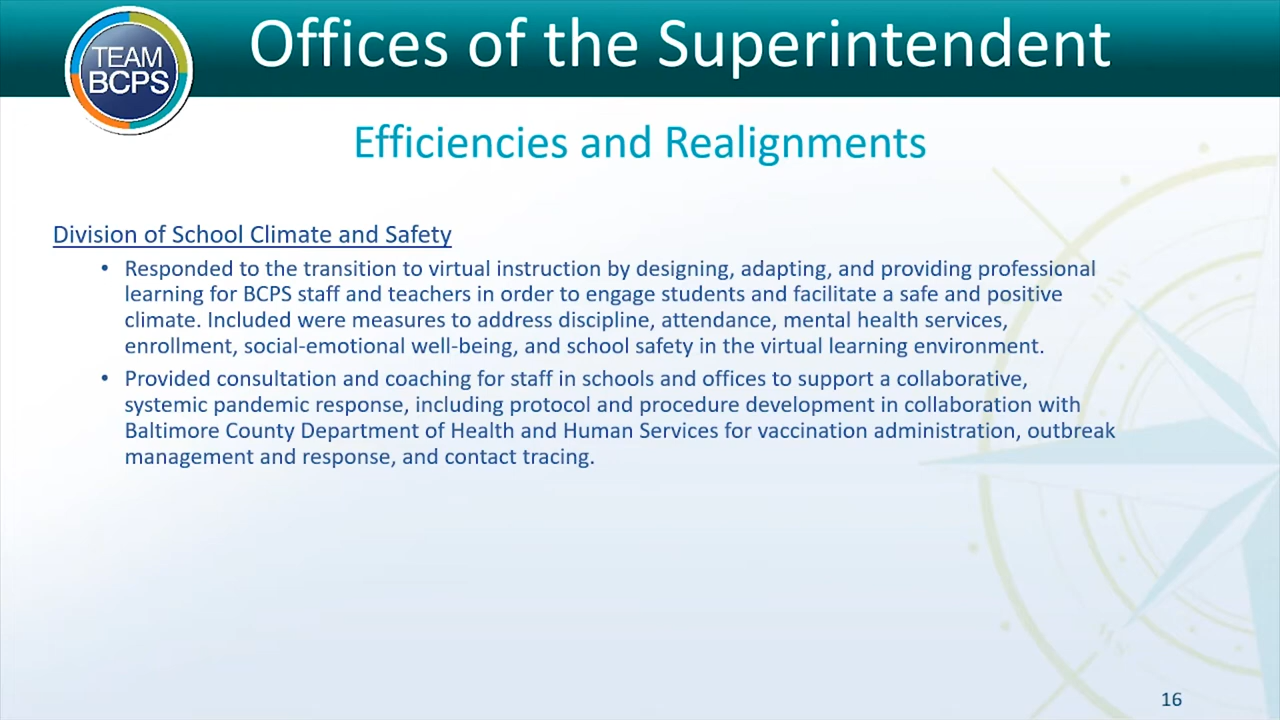 TEAM
BCPS
Offices of the Superintendent
Efficiencies and Realignments
Division of School Climate and Safety
• Responded to the transition to virtual instruction by designing, adapting, and providing professional
learning for BCPS staff and teachers in order to engage students and facilitate a safe and positive
climate. Included were measures to address discipline, attendance, mental health services,
enrollment, social-emotional well-being, and school safety in the virtual learning environment.
• Provided consultation and coaching for staff in schools and offices to support a collaborative,
systemic pandemic response, including protocol and procedure development in collaboration with
Baltimore County Department of Health and Human Services for vaccination administration, outbreak
management and response, and contact tracing.
16